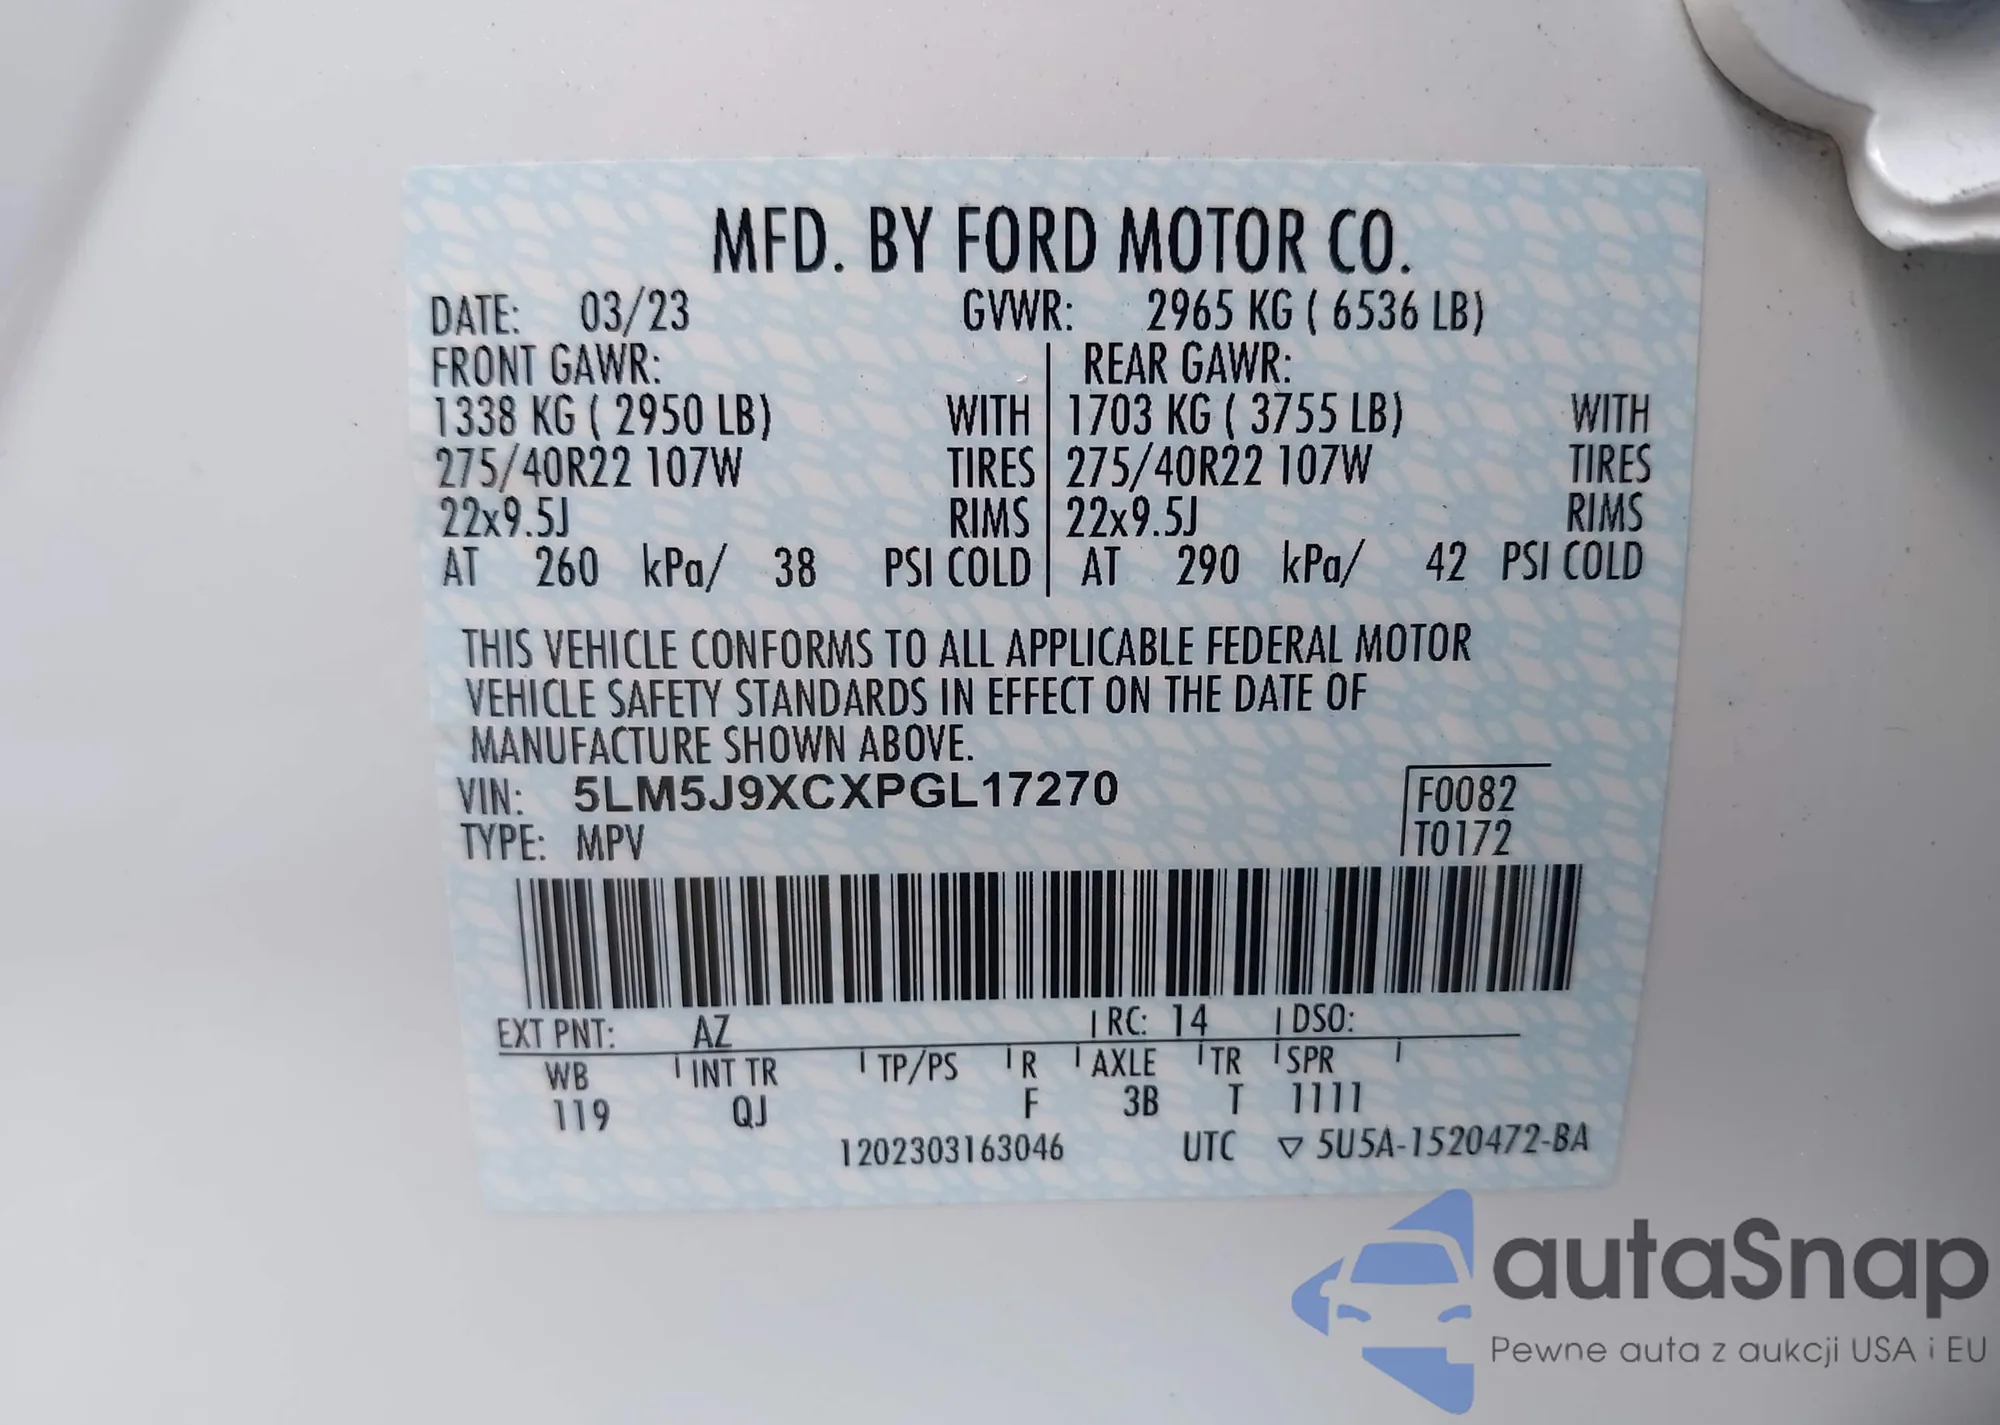 MFD. BY FORD MOTOR CO.
DATE: 03/23 GVWR: 2965 KG ( 6536 LB)
FRONT GAWR: REAR GAWR:
1338 KG ( 2950 LB) WITH 1703 KG ( 3755 LB) WITH
275/40R22 107W TIRES 275/40R22 107W TIRES
22x9.5J RIMS 22x9.5J RIMS
AT 260 kPa/ 38 PSI COLD AT 290 kPa/ 42 PSI COLD
THIS VEHICLE CONFORMS TO ALL APPLICABLE FEDERAL MOTOR
VEHICLE SAFETY STANDARDS IN EFFECT ON THE DATE OF
MANUFACTURE SHOWN ABOVE.
VIN: 5LM5J9XCXPGL17270 F0082
TYPE: MPV T0172
EXT PNT: AZ RC: 14 DSO:
WB INT TR TP/PS R AXLE TR SPR
119 QJ F 3B T 1111
1202303163046 UTC ▽ 5U5A-1520472-BA
autaSnap
Pewne auta z aukcji USA i EU